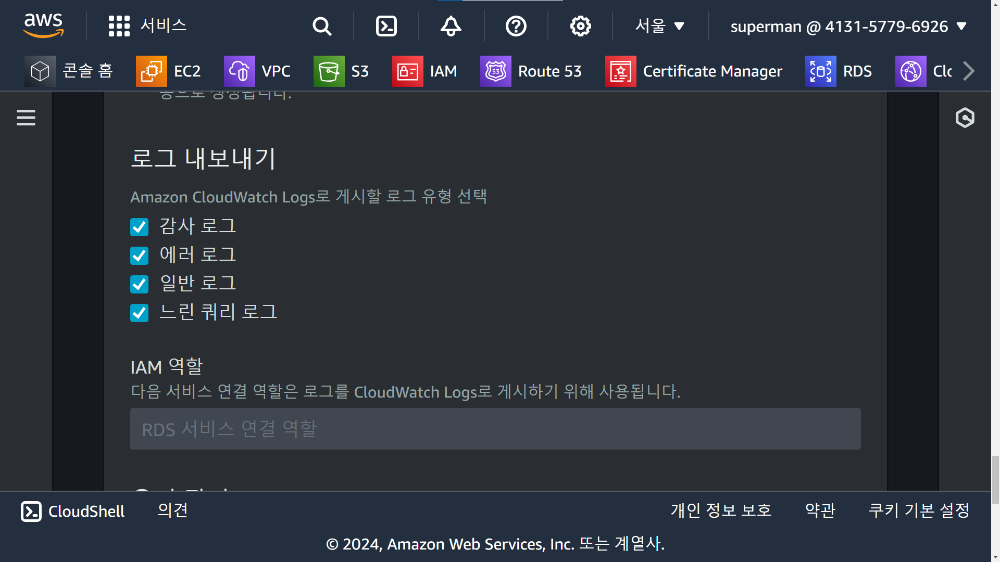 aws
서비스
서울
superman @ 4131-5779-6926
콘솔 홈
EC2
VPC
S3
IAM
53
Route 53
Certificate Manager
RDS
로그 내보내기
Amazon CloudWatch Logs로 게시할 로그 유형 선택
감사 로그
에러 로그
일반 로그
느린 쿼리 로그
IAM 역할
다음 서비스 연결 역할은 로그를 CloudWatch Logs로 게시하기 위해 사용됩니다.
RDS 서비스 연결 역할
CloudShell
의견
개인 정보 보호
약관
쿠키 기본 설정
© 2024, Amazon Web Services, Inc. 또는 계열사.